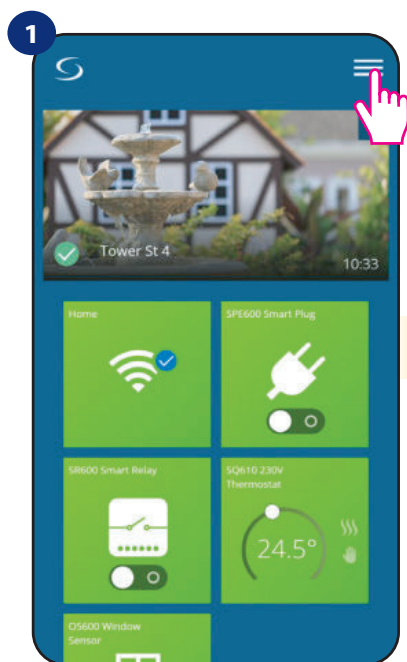 1
Tower St 4
10:33
Home
SPE600 Smart Plug
SR600 Smart Relay
SQ610 230V
Thermostat
24.5°
OS600 Window
Sensor